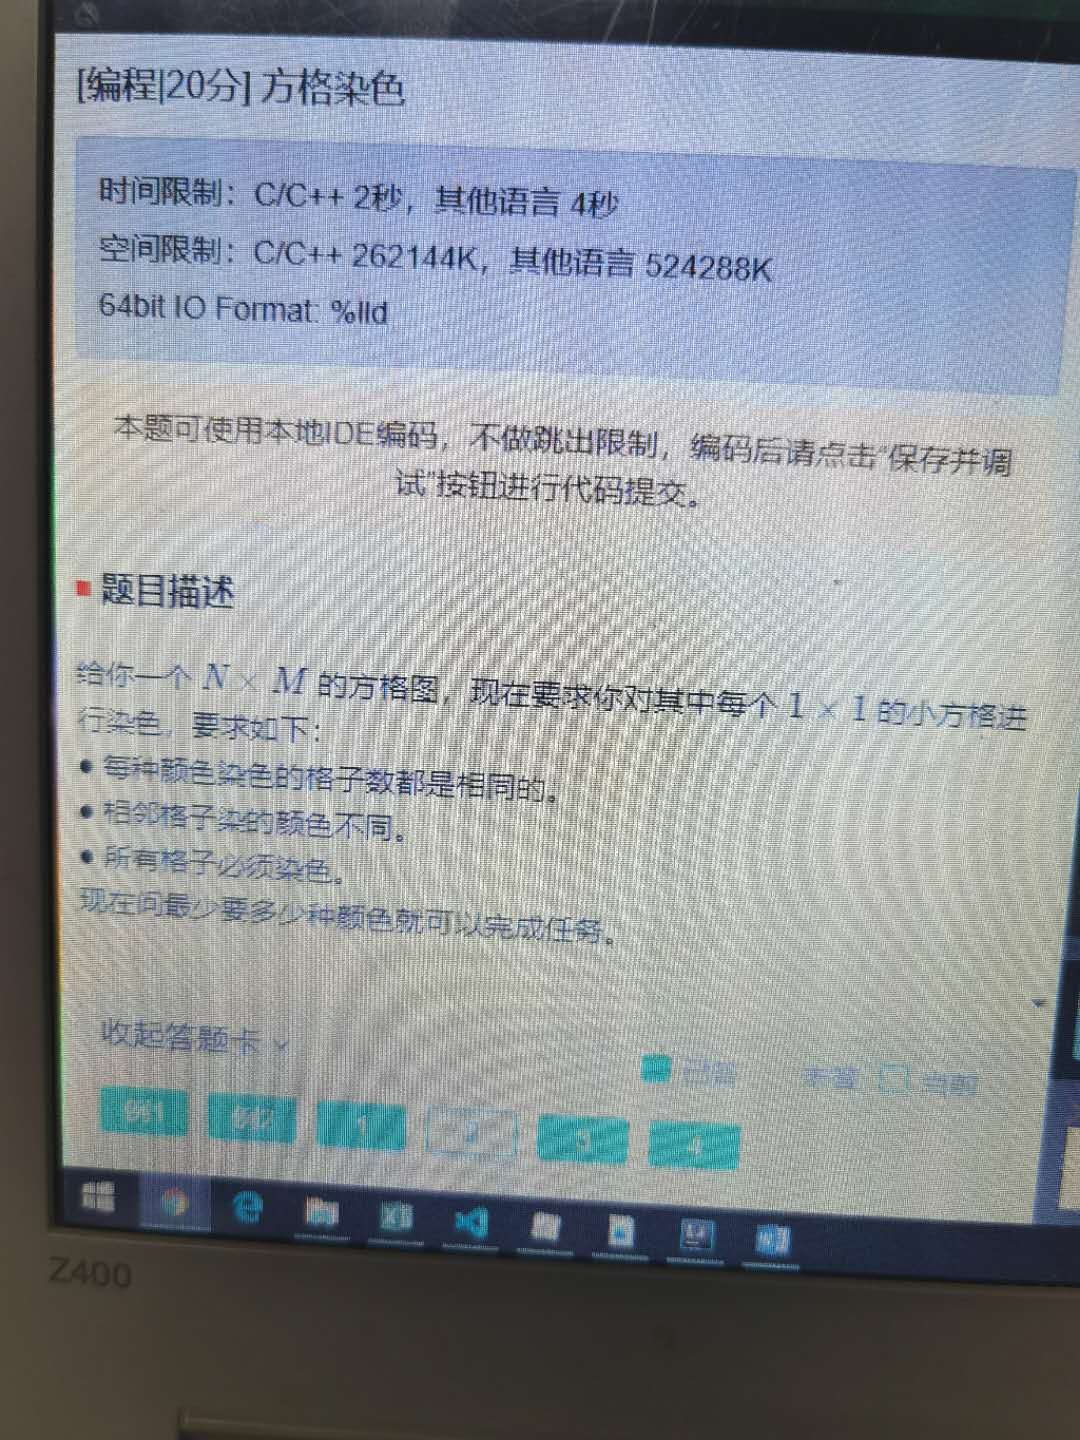 [编程|20分] 方格染色
时间限制：C/C++ 2秒，其他语言 4秒
空间限制：C/C++ 262144K，其他语言 524288K
64bit IO Format: %lld
本题可使用本地IDE编码，不做跳出限制，编码后请点击“保存并调
试”按钮进行代码提交。
题目描述
给你一个 N × M 的方格图，现在要求你对其中每个 1 × 1 的小方格进
行染色，要求如下：
• 每种颜色染色的格子数都是相同的。
• 相邻格子染的颜色不同。
• 所有格子必须染色。
现在问最少要多少种颜色就可以完成任务。
收起答题卡
已答 未答 当前
例1 例2 1 2 3 4
Z400